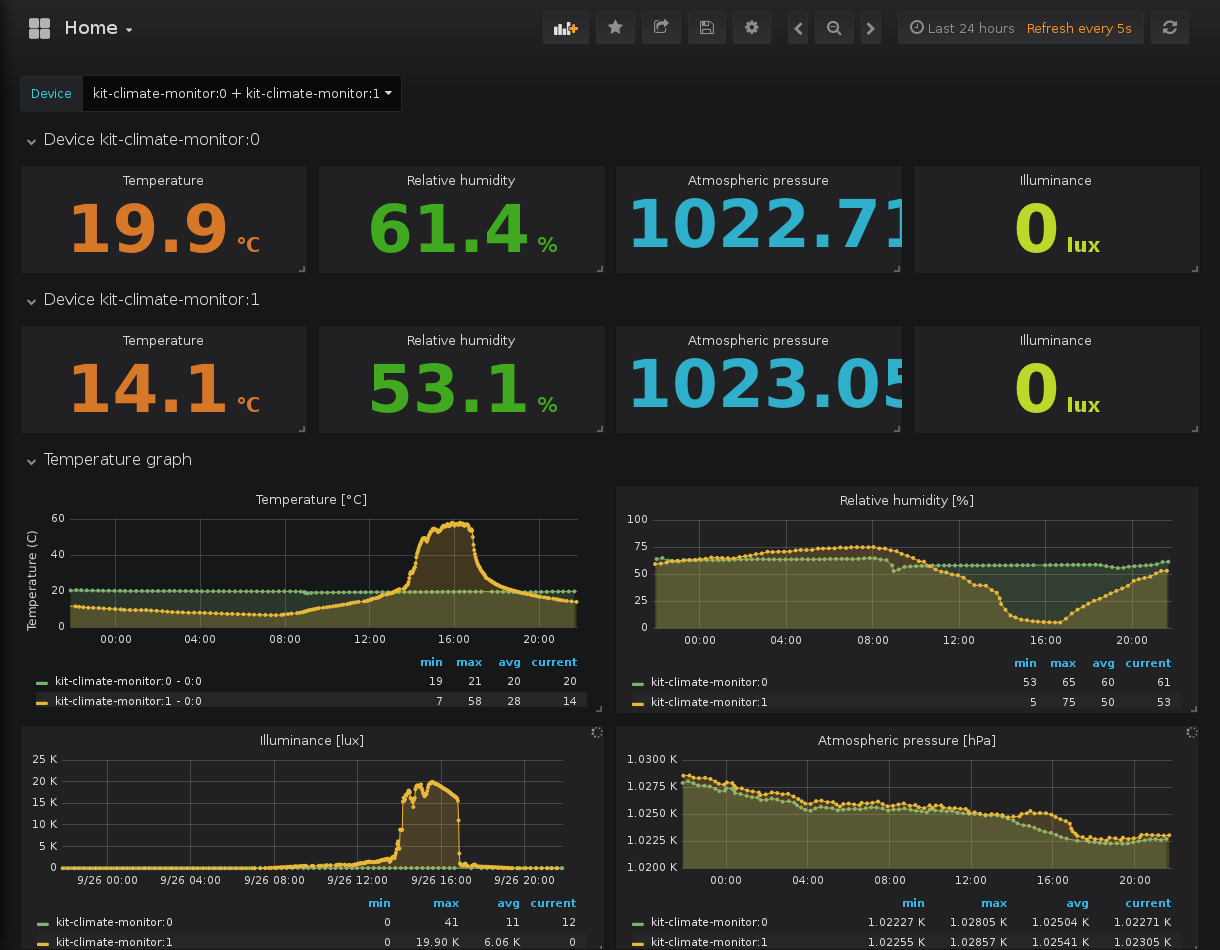 Home
Last 24 hours Refresh every 5s
Device kit-climate-monitor:0 + kit-climate-monitor:1
Device kit-climate-monitor:0
Temperature Relative humidity Atmospheric pressure Illuminance
19.9 °C 61.4 % 1022.71 0 lux
Device kit-climate-monitor:1
Temperature Relative humidity Atmospheric pressure Illuminance
14.1 °C 53.1 % 1023.05 0 lux
Temperature graph
Temperature [°C]
Temperature (C)
60
40
20
0
00:00 04:00 08:00 12:00 16:00 20:00
min max avg current
kit-climate-monitor:0 - 0:0 19 21 20 20
kit-climate-monitor:1 - 0:0 7 58 28 14
Relative humidity [%]
100
75
50
25
0
00:00 04:00 08:00 12:00 16:00 20:00
min max avg current
kit-climate-monitor:0 53 65 60 61
kit-climate-monitor:1 5 75 50 53
Illuminance [lux]
25 K
20 K
15 K
10 K
5 K
0
9/26 00:00 9/26 04:00 9/26 08:00 9/26 12:00 9/26 16:00 9/26 20:00
min max avg current
kit-climate-monitor:0 0 41 11 12
kit-climate-monitor:1 0 19.90 K 6.06 K 0
Atmospheric pressure [hPa]
1.0300 K
1.0275 K
1.0250 K
1.0225 K
1.0200 K
00:00 04:00 08:00 12:00 16:00 20:00
min max avg current
kit-climate-monitor:0 1.02227 K 1.02805 K 1.02504 K 1.02271 K
kit-climate-monitor:1 1.02255 K 1.02857 K 1.02541 K 1.02305 K